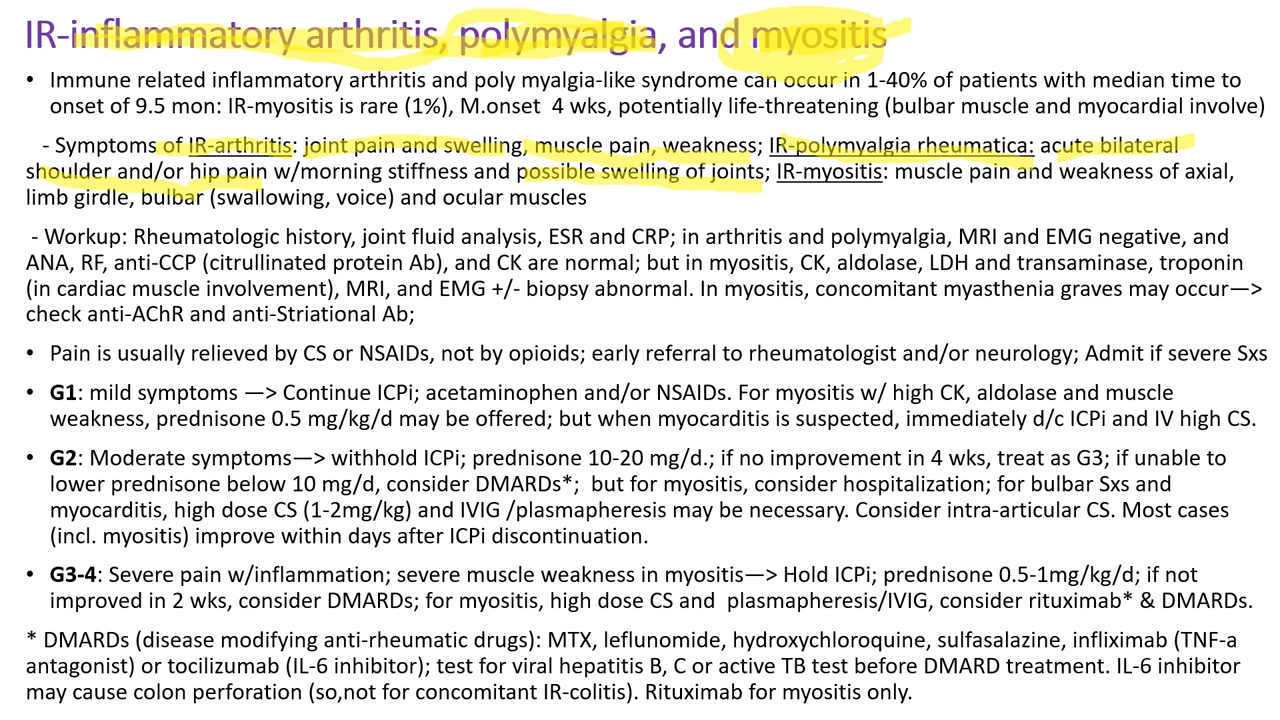 IR-inflammatory arthritis, polymyalgia, and myositis
• Immune related inflammatory arthritis and poly myalgia-like syndrome can occur in 1-40% of patients with median time to
onset of 9.5 mon: IR-myositis is rare (1%), M.onset 4 wks, potentially life-threatening (bulbar muscle and myocardial involve)
- Symptoms of IR-arthritis: joint pain and swelling, muscle pain, weakness; IR-polymyalgia rheumatica: acute bilateral
shoulder and/or hip pain w/morning stiffness and possible swelling of joints; IR-myositis: muscle pain and weakness of axial,
limb girdle, bulbar (swallowing, voice) and ocular muscles
- Workup: Rheumatologic history, joint fluid analysis, ESR and CRP; in arthritis and polymyalgia, MRI and EMG negative, and
ANA, RF, anti-CCP (citrullinated protein Ab), and CK are normal; but in myositis, CK, aldolase, LDH and transaminase, troponin
(in cardiac muscle involvement), MRI, and EMG +/- biopsy abnormal. In myositis, concomitant myasthenia graves may occur—>
check anti-AChR and anti-Striational Ab;
• Pain is usually relieved by CS or NSAIDs, not by opioids; early referral to rheumatologist and/or neurology; Admit if severe Sxs
• G1: mild symptoms —> Continue ICPi; acetaminophen and/or NSAIDs. For myositis w/ high CK, aldolase and muscle
weakness, prednisone 0.5 mg/kg/d may be offered; but when myocarditis is suspected, immediately d/c ICPi and IV high CS.
• G2: Moderate symptoms—> withhold ICPi; prednisone 10-20 mg/d.; if no improvement in 4 wks, treat as G3; if unable to
lower prednisone below 10 mg/d, consider DMARDs*; but for myositis, consider hospitalization; for bulbar Sxs and
myocarditis, high dose CS (1-2mg/kg) and IVIG /plasmapheresis may be necessary. Consider intra-articular CS. Most cases
(incl. myositis) improve within days after ICPi discontinuation.
• G3-4: Severe pain w/inflammation; severe muscle weakness in myositis—> Hold ICPi; prednisone 0.5-1mg/kg/d; if not
improved in 2 wks, consider DMARDs; for myositis, high dose CS and plasmapheresis/IVIG, consider rituximab* & DMARDs.
* DMARDs (disease modifying anti-rheumatic drugs): MTX, leflunomide, hydroxychloroquine, sulfasalazine, infliximab (TNF-a
antagonist) or tocilizumab (IL-6 inhibitor); test for viral hepatitis B, C or active TB test before DMARD treatment. IL-6 inhibitor
may cause colon perforation (so,not for concomitant IR-colitis). Rituximab for myositis only.